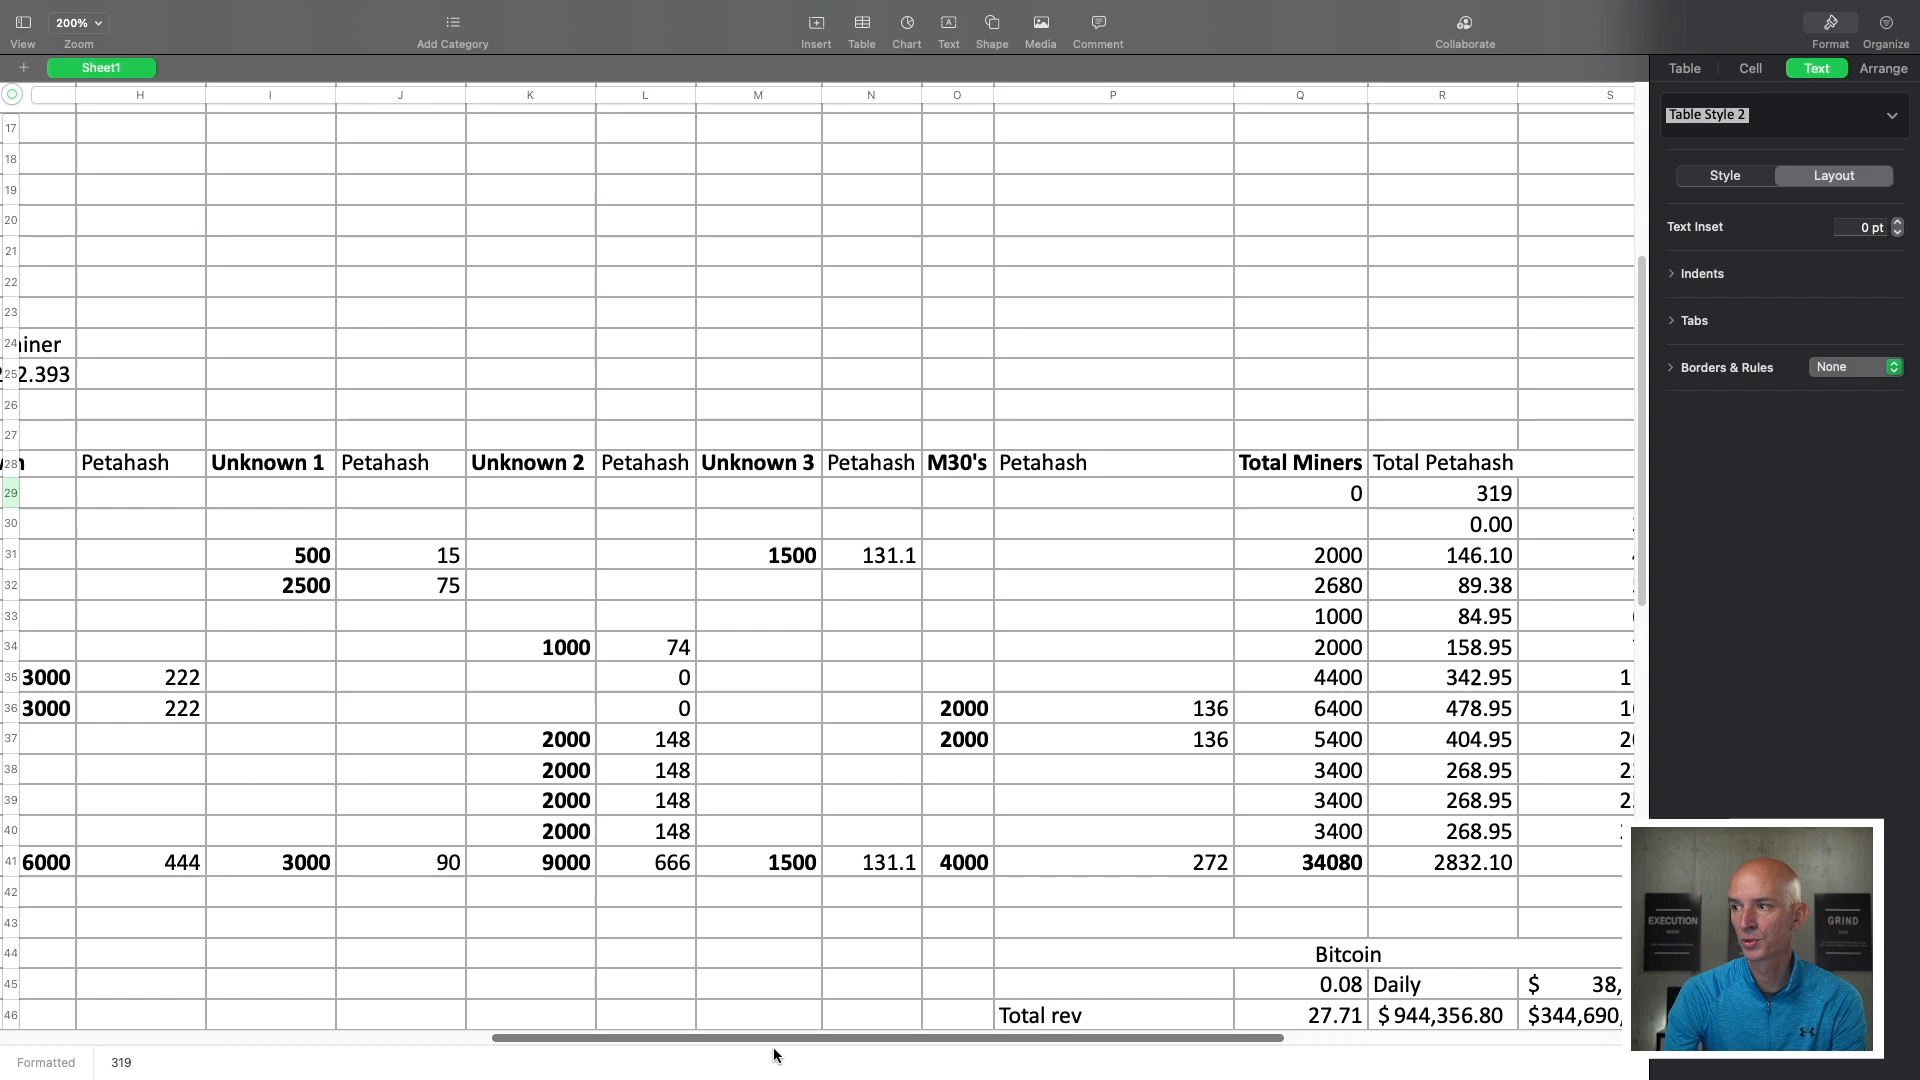 200%
View Zoom Add Category Insert Table Chart Text Shape Media Comment Collaborate Format Organize
+ Sheet1 Table Cell Text Arrange
H I J K L M N O P Q R S
Table Style 2
Style Layout
Text Inset 0 pt
Indents
Tabs
Borders & Rules None
17
18
19
20
21
22
23
24 iner
25 2.393
26
27
28 Petahash Unknown 1 Petahash Unknown 2 Petahash Unknown 3 Petahash M30's Petahash Total Miners Total Petahash
29 0 319
30 0.00
31 500 15 1500 131.1 2000 146.10
32 2500 75 2680 89.38
33 1000 84.95
34 1000 74 2000 158.95
35 3000 222 0 4400 342.95 1
36 3000 222 0 2000 136 6400 478.95 1
37 2000 148 2000 136 5400 404.95 2
38 2000 148 3400 268.95 2
39 2000 148 3400 268.95 2
40 2000 148 3400 268.95
41 6000 444 3000 90 9000 666 1500 131.1 4000 272 34080 2832.10
42
43
44 Bitcoin
45 0.08 Daily $ 38,
46 Total rev 27.71 $ 944,356.80 $344,690,
Formatted 319
EXECUTION
GRIND